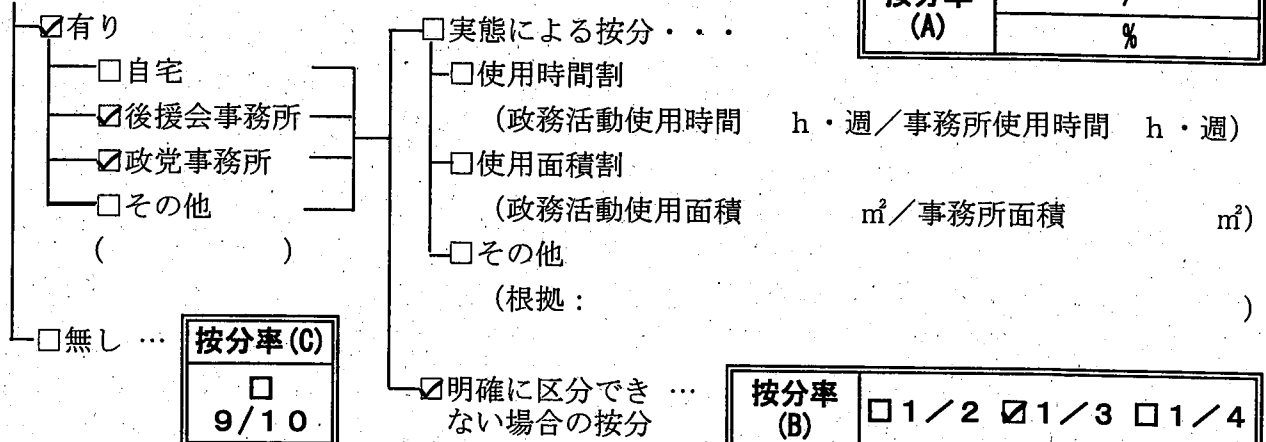 ☑有り
□自宅
☑後援会事務所
☑政党事務所
□その他
(　　　　　)
□無し …
按分率(C)
□
9/10
□実態による按分・・・
按分率
(A)
/
%
□使用時間割
(政務活動使用時間　h・週/事務所使用時間　h・週)
□使用面積割
(政務活動使用面積　㎡/事務所面積　㎡)
□その他
(根拠:　　　　　)
☑明確に区分でき …
ない場合の按分
按分率
(B)
□1/2 ☑1/3 □1/4